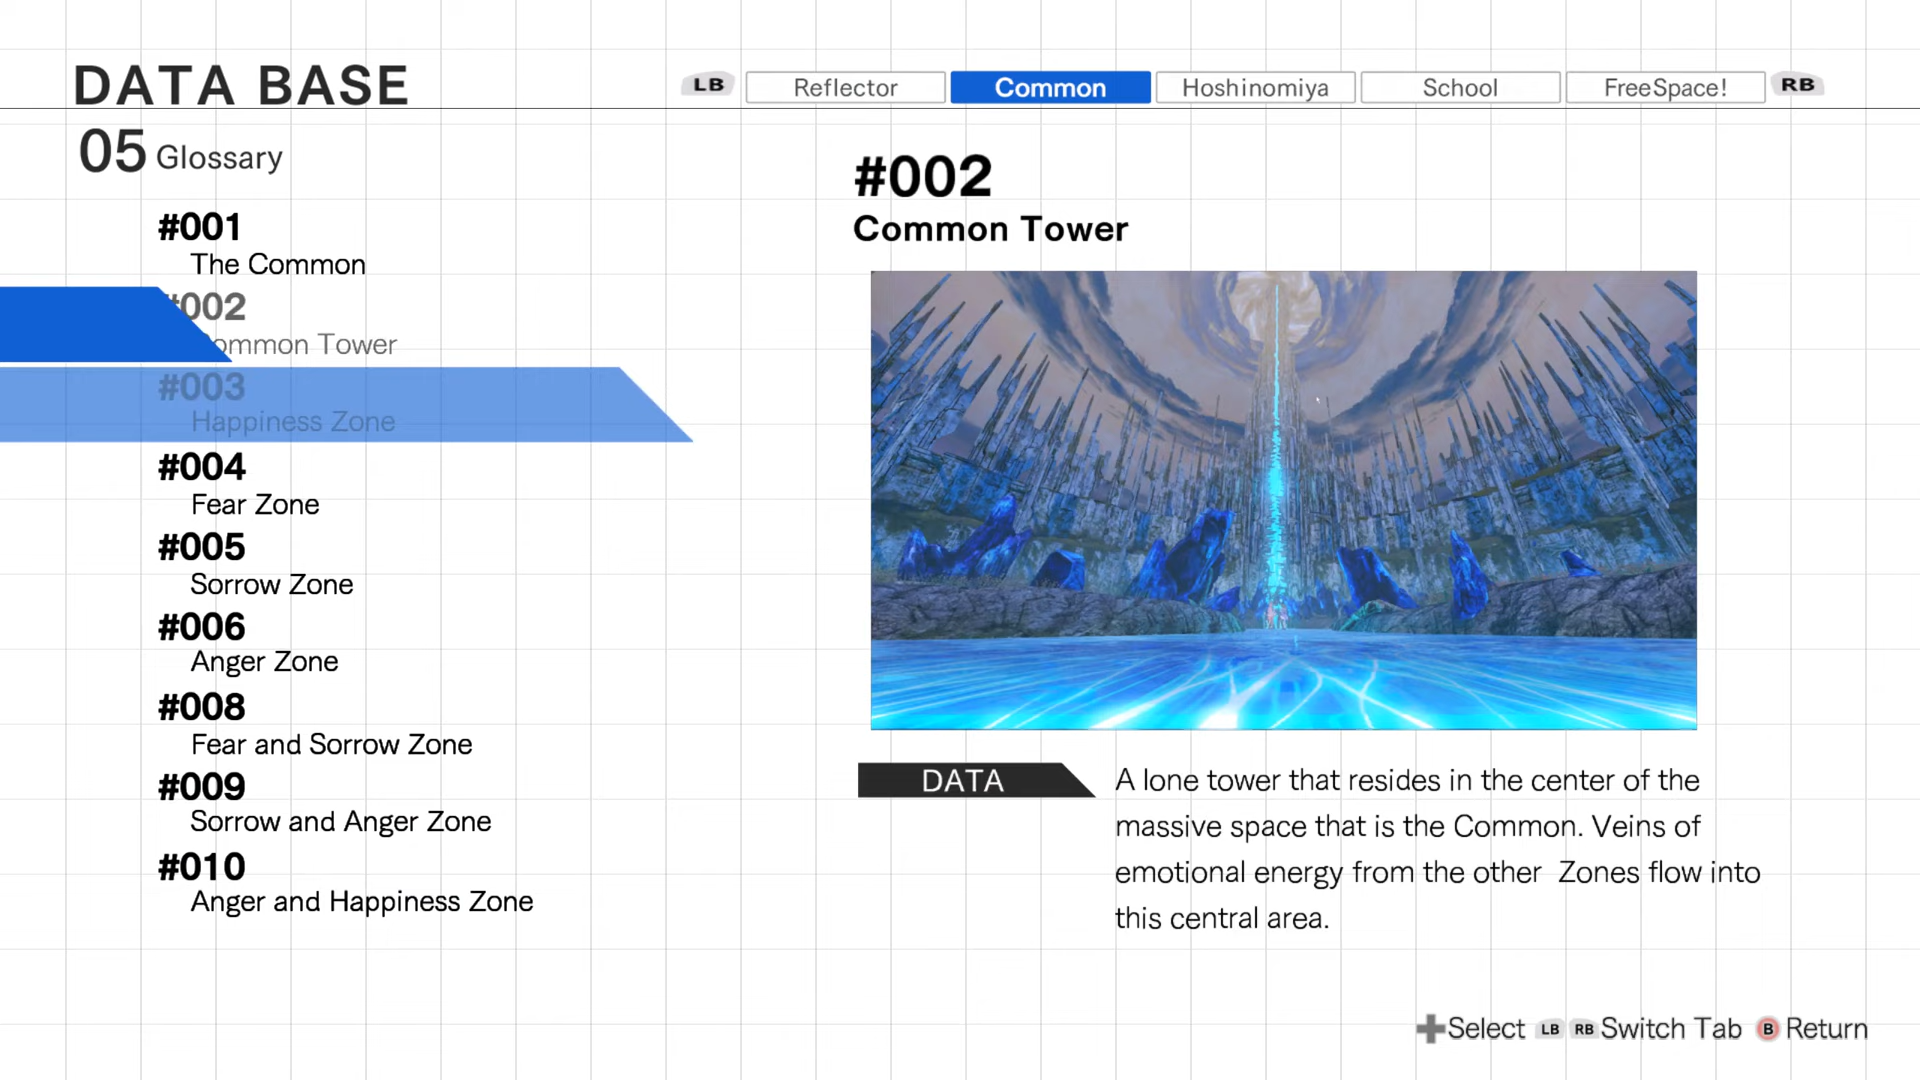 DATA BASE
LB Reflector Common Hoshinomiya School FreeSpace! RB
05 Glossary
#001
The Common
#002
Common Tower
#003
Happiness Zone
#004
Fear Zone
#005
Sorrow Zone
#006
Anger Zone
#008
Fear and Sorrow Zone
#009
Sorrow and Anger Zone
#010
Anger and Happiness Zone
#002
Common Tower
DATA
A lone tower that resides in the center of the
massive space that is the Common. Veins of
emotional energy from the other Zones flow into
this central area.
Select LB RB Switch Tab B Return